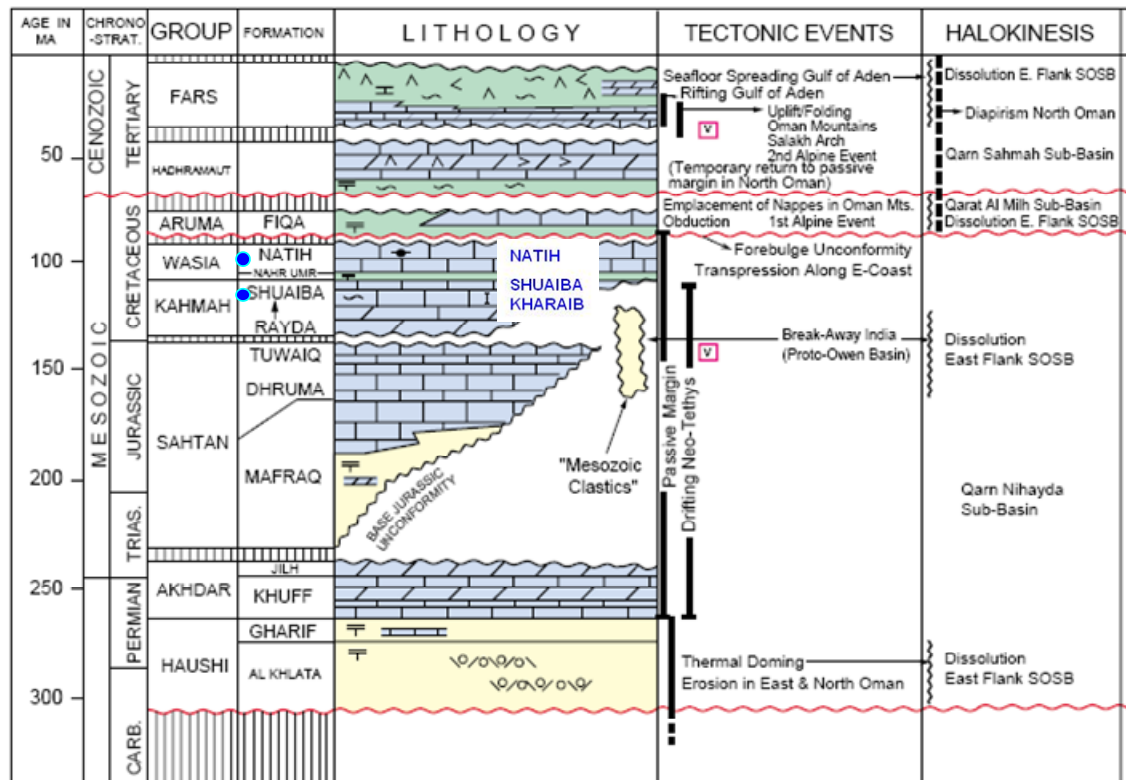 AGE IN
MA
CHRONO
-STRAT.
GROUP
FORMATION
LITHOLOGY
TECTONIC EVENTS
HALOKINESIS
50
100
150
200
250
300
CENOZOIC
MESOZOIC
TERTIARY
CRETACEOUS
JURASSIC
TRIAS.
PERMIAN
CARB.
FARS
HADHRAMAUT
ARUMA
WASIA
KAHMAH
SAHTAN
AKHDAR
HAUSHI
FIQA
NATIH
NAHR UMR
SHUAIBA
RAYDA
TUWAIQ
DHRUMA
MAFRAQ
JILH
KHUFF
GHARIF
AL KHLATA
NATIH
SHUAIBA
KHARAIB
BASE JURASSIC
UNCONFORMITY
"Mesozoic
Clastics"
Seafloor Spreading Gulf of Aden
Rifting Gulf of Aden
Uplift/Folding
Oman Mountains
Salakh Arch
2nd Alpine Event
V
(Temporary return to passive
margin in North Oman)
Emplacement of Nappes in Oman Mts.
Obduction 1st Alpine Event
Forebulge Unconformity
Transpression Along E-Coast
Break-Away India
(Proto-Owen Basin)
V
Passive Margin
Drifting Neo-Tethys
Thermal Doming
Erosion in East & North Oman
Dissolution E. Flank SOSB
Diapirism North Oman
Qarn Sahmah Sub-Basin
Qarat Al Milh Sub-Basin
Dissolution E. Flank SOSB
Dissolution
East Flank SOSB
Qarn Nihayda
Sub-Basin
Dissolution
East Flank SOSB